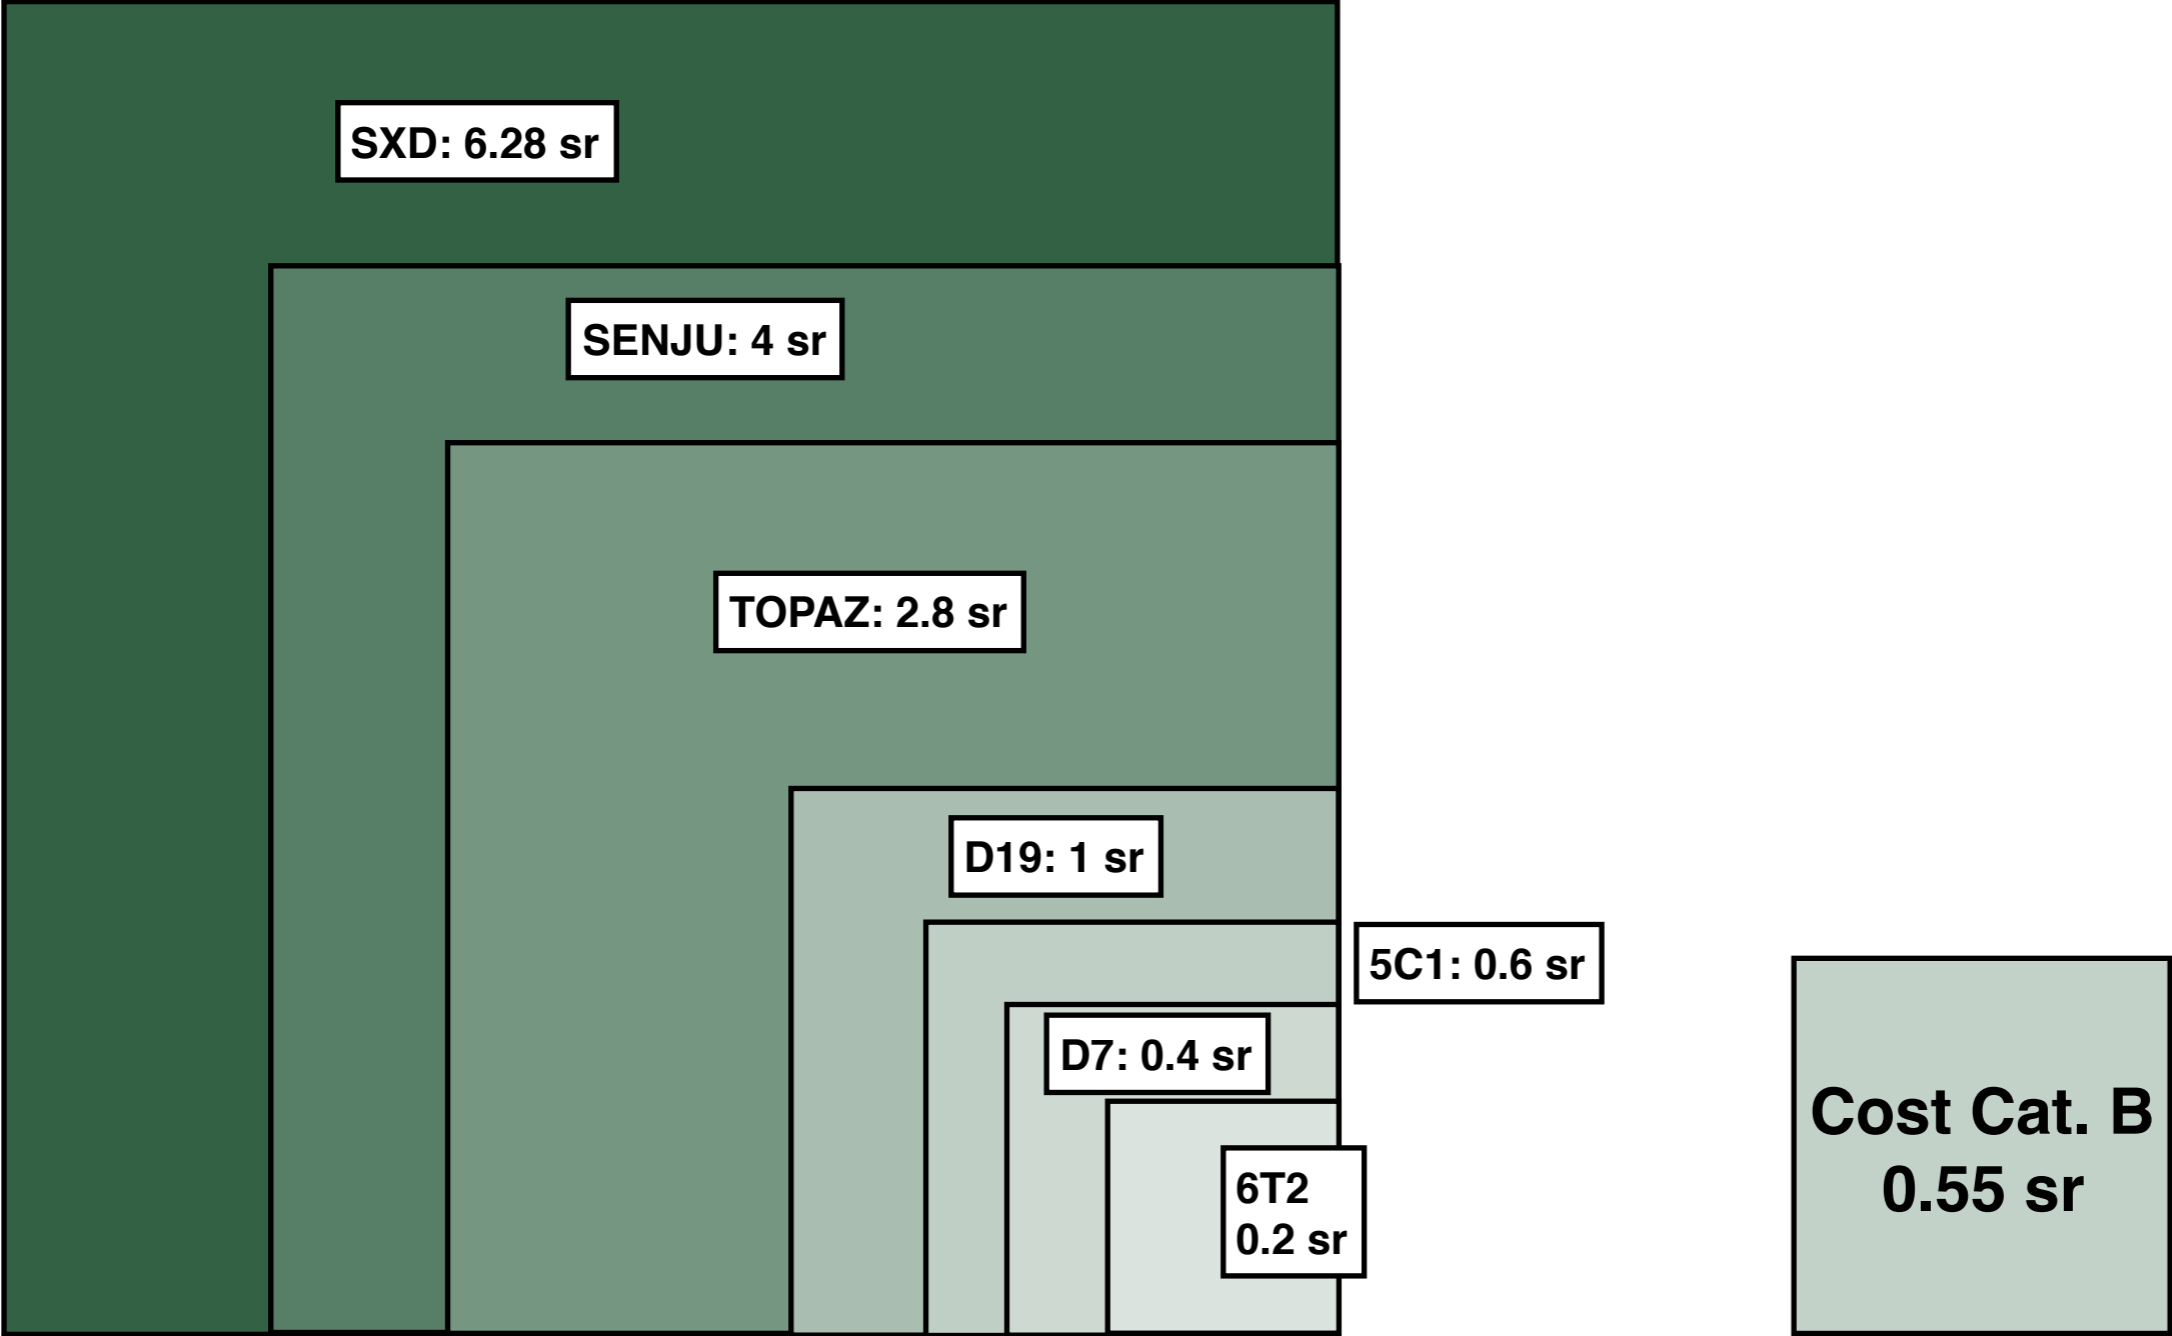 SXD: 6.28 sr
SENJU: 4 sr
TOPAZ: 2.8 sr
D19: 1 sr
5C1: 0.6 sr
D7: 0.4 sr
6T2
0.2 sr
Cost Cat. B
0.55 sr